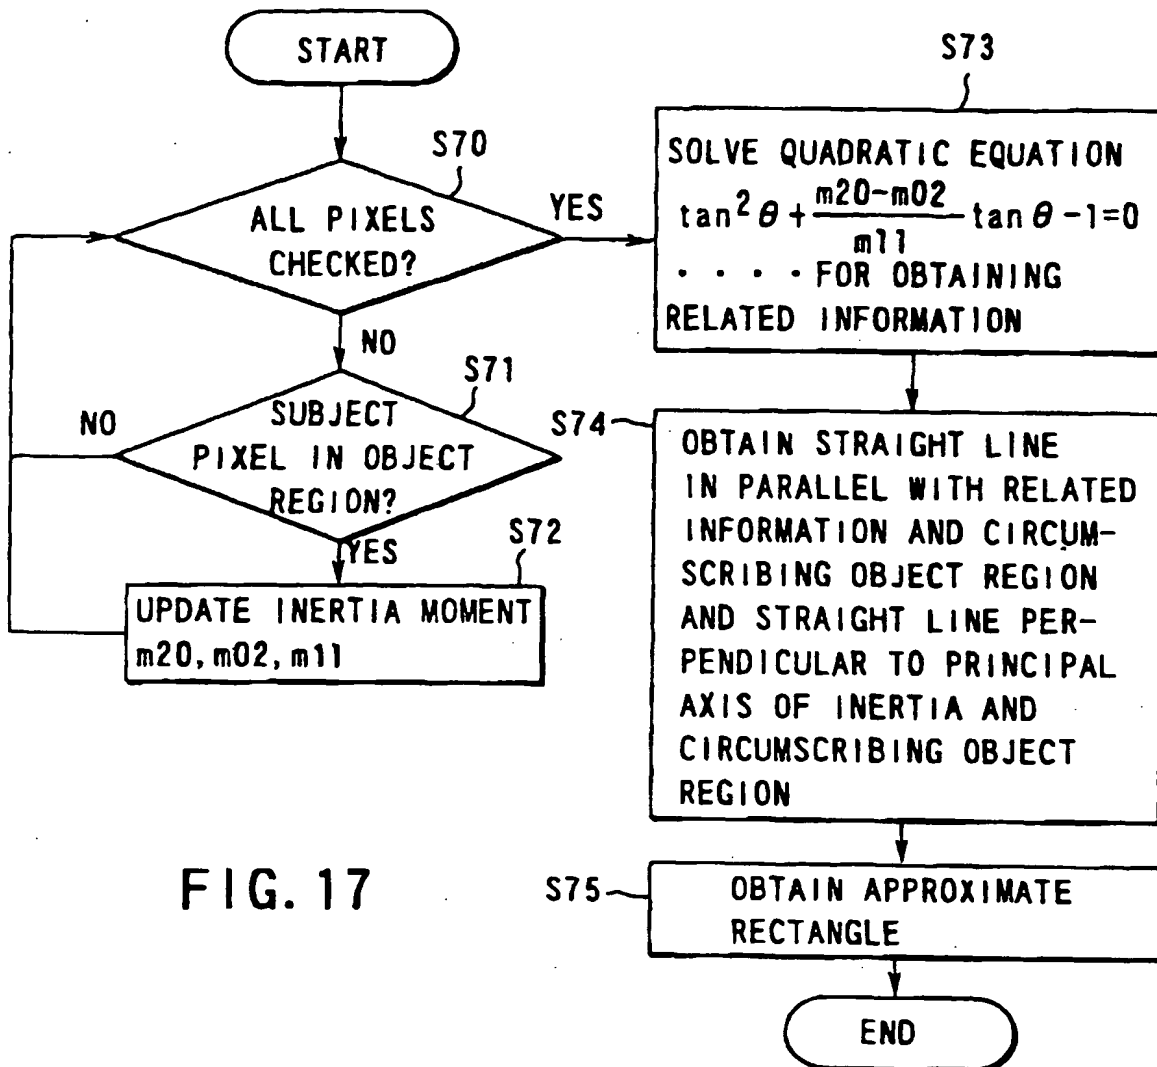 START
S70
ALL PIXELS
CHECKED?
YES
NO
S71
SUBJECT
PIXEL IN OBJECT
REGION?
NO
YES
S72
UPDATE INERTIA MOMENT
m20, m02, m11
S73
SOLVE QUADRATIC EQUATION
tan²θ + (m20-m02)/m11 tanθ -1=0
· · · · FOR OBTAINING
RELATED INFORMATION
S74
OBTAIN STRAIGHT LINE
IN PARALLEL WITH RELATED
INFORMATION AND CIRCUM-
SCRIBING OBJECT REGION
AND STRAIGHT LINE PER-
PENDICULAR TO PRINCIPAL
AXIS OF INERTIA AND
CIRCUMSCRIBING OBJECT
REGION
S75
OBTAIN APPROXIMATE
RECTANGLE
END
FIG. 17